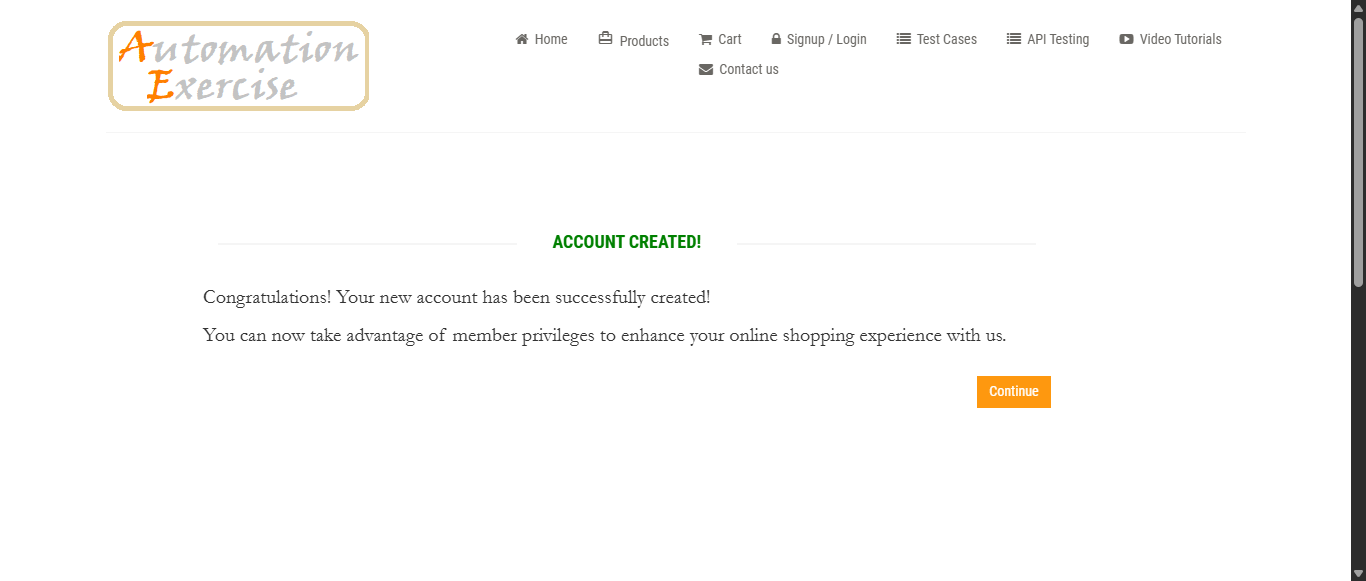 Automation
Exercise
Home Products Cart Signup / Login Test Cases API Testing Video Tutorials
Contact us
ACCOUNT CREATED!
Congratulations! Your new account has been successfully created!
You can now take advantage of member privileges to enhance your online shopping experience with us.
Continue